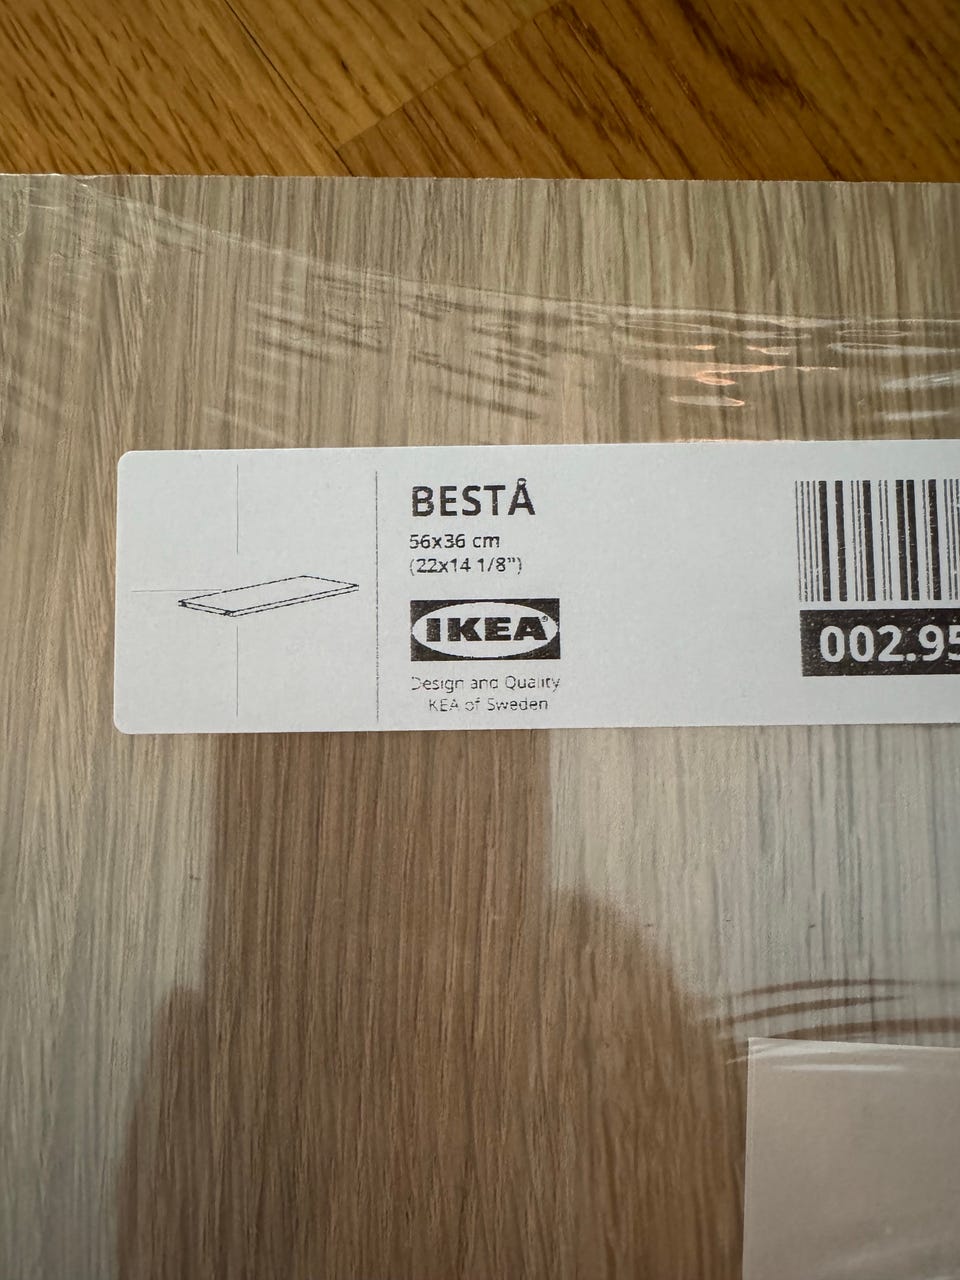 BESTÅ
56x36 cm
(22x14 1/8")
IKEA®
Design and Quality
IKEA of Sweden
002.95